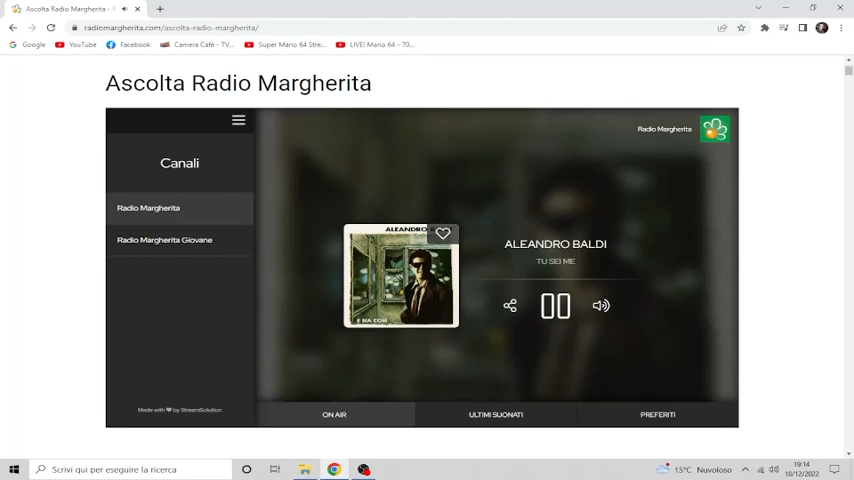 Ascolta Radio Margherita - R
radiomargherita.com/ascolta-radio-margherita/
Google
YouTube
Facebook
Camera Cafè - TV...
Super Mario 64 Stre...
LIVE! Mario 64 - 70...
Ascolta Radio Margherita
Canali
Radio Margherita
Radio Margherita Giovane
Made with ❤ by StreamSolution
Radio Margherita
ALEANDRO B
E SIA COSÌ
ALEANDRO BALDI
TU SEI ME
ON AIR
ULTIMI SUONATI
PREFERITI
Scrivi qui per eseguire la ricerca
15°C Nuvoloso
19:14
18/12/2022